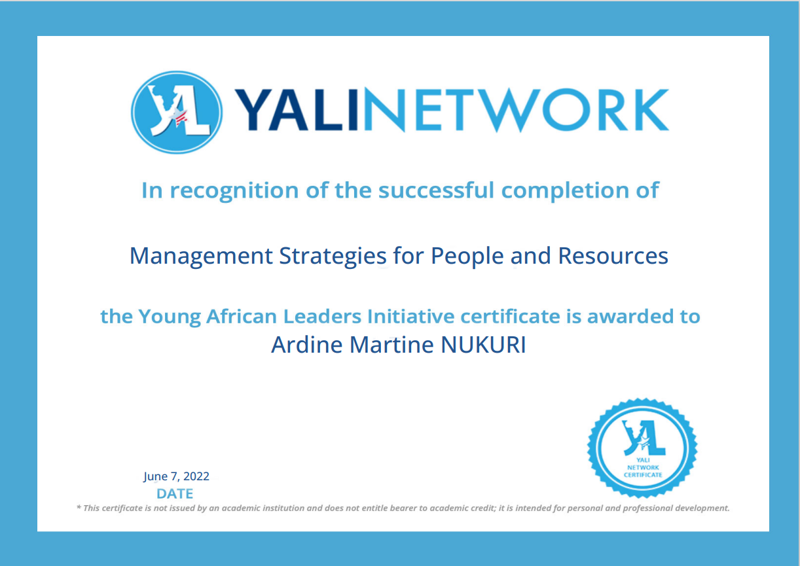 YALINETWORK
In recognition of the successful completion of
Management Strategies for People and Resources
the Young African Leaders Initiative certificate is awarded to
Ardine Martine NUKURI
YALI
NETWORK
CERTIFICATE
June 7, 2022
DATE
* This certificate is not issued by an academic institution and does not entitle bearer to academic credit; it is intended for personal and professional development.